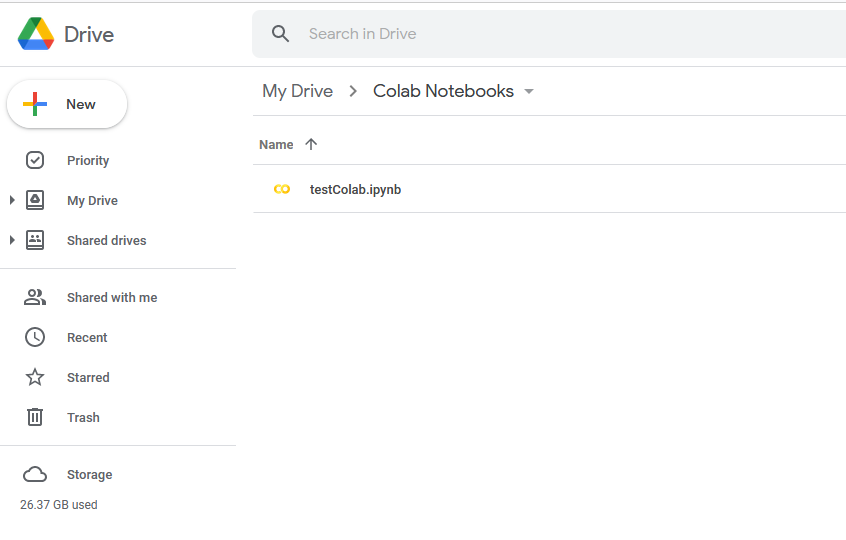 Drive
Search in Drive
New
My Drive
Colab Notebooks
Name
Priority
testColab.ipynb
My Drive
Shared drives
Shared with me
Recent
Starred
Trash
Storage
26.37 GB used